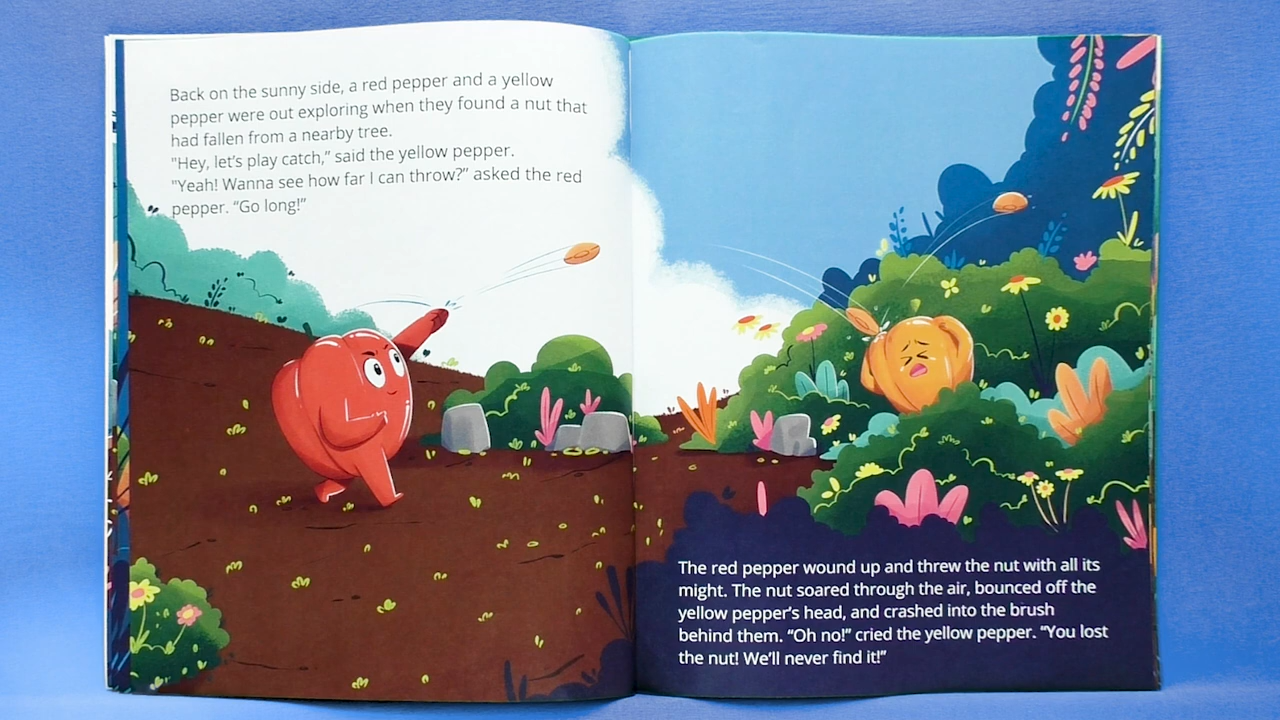 Back on the sunny side, a red pepper and a yellow
pepper were out exploring when they found a nut that
had fallen from a nearby tree.
"Hey, let’s play catch,” said the yellow pepper.
"Yeah! Wanna see how far I can throw?” asked the red
pepper. “Go long!”
The red pepper wound up and threw the nut with all its
might. The nut soared through the air, bounced off the
yellow pepper’s head, and crashed into the brush
behind them. “Oh no!” cried the yellow pepper. “You lost
the nut! We’ll never find it!”